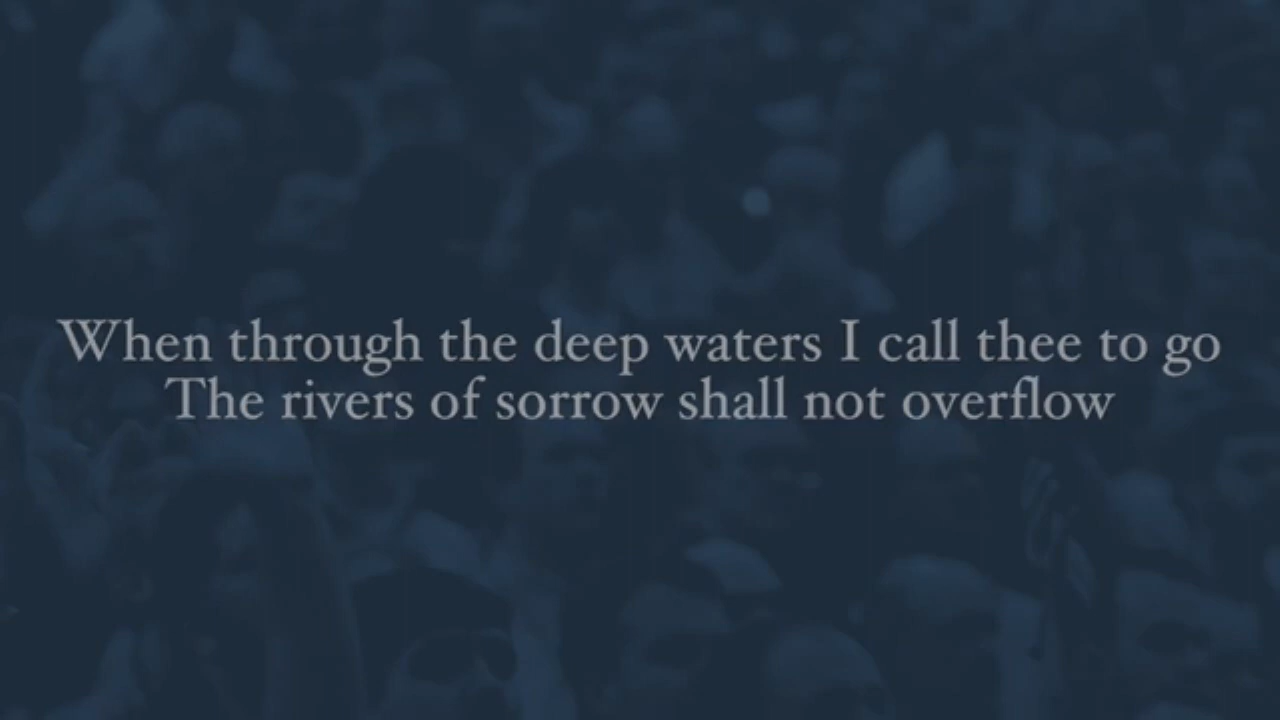 When through the deep waters I call thee to go
The rivers of sorrow shall not overflow